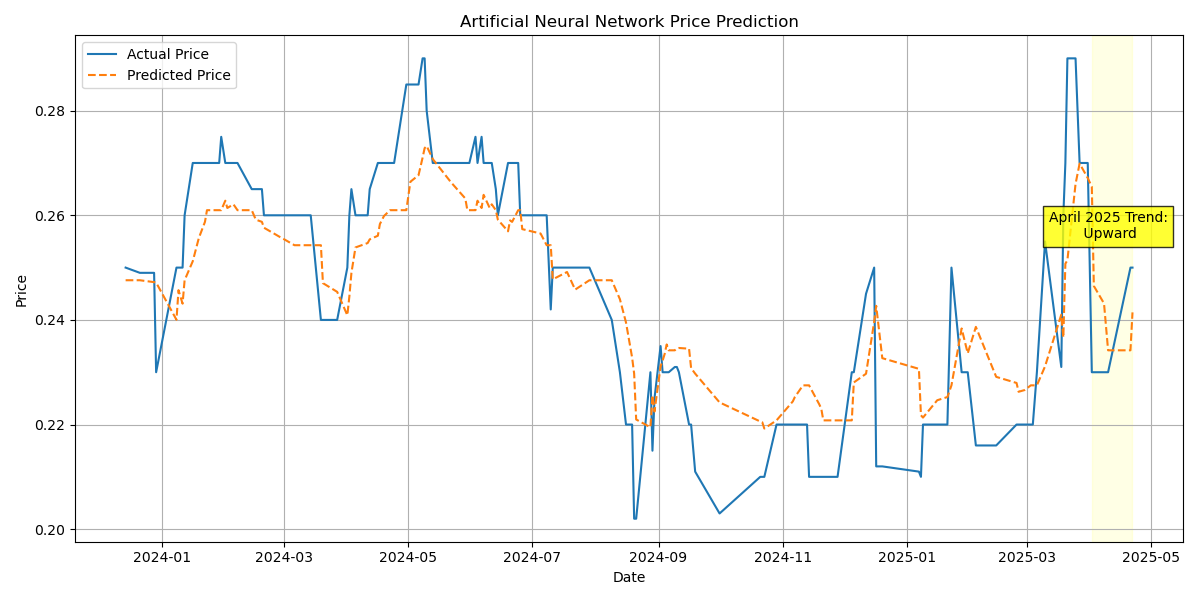 Artificial Neural Network Price Prediction
Actual Price
Predicted Price
April 2025 Trend:
Upward
Price
0.28
0.26
0.24
0.22
0.20
2024-01
2024-03
2024-05
2024-07
2024-09
2024-11
2025-01
2025-03
2025-05
Date